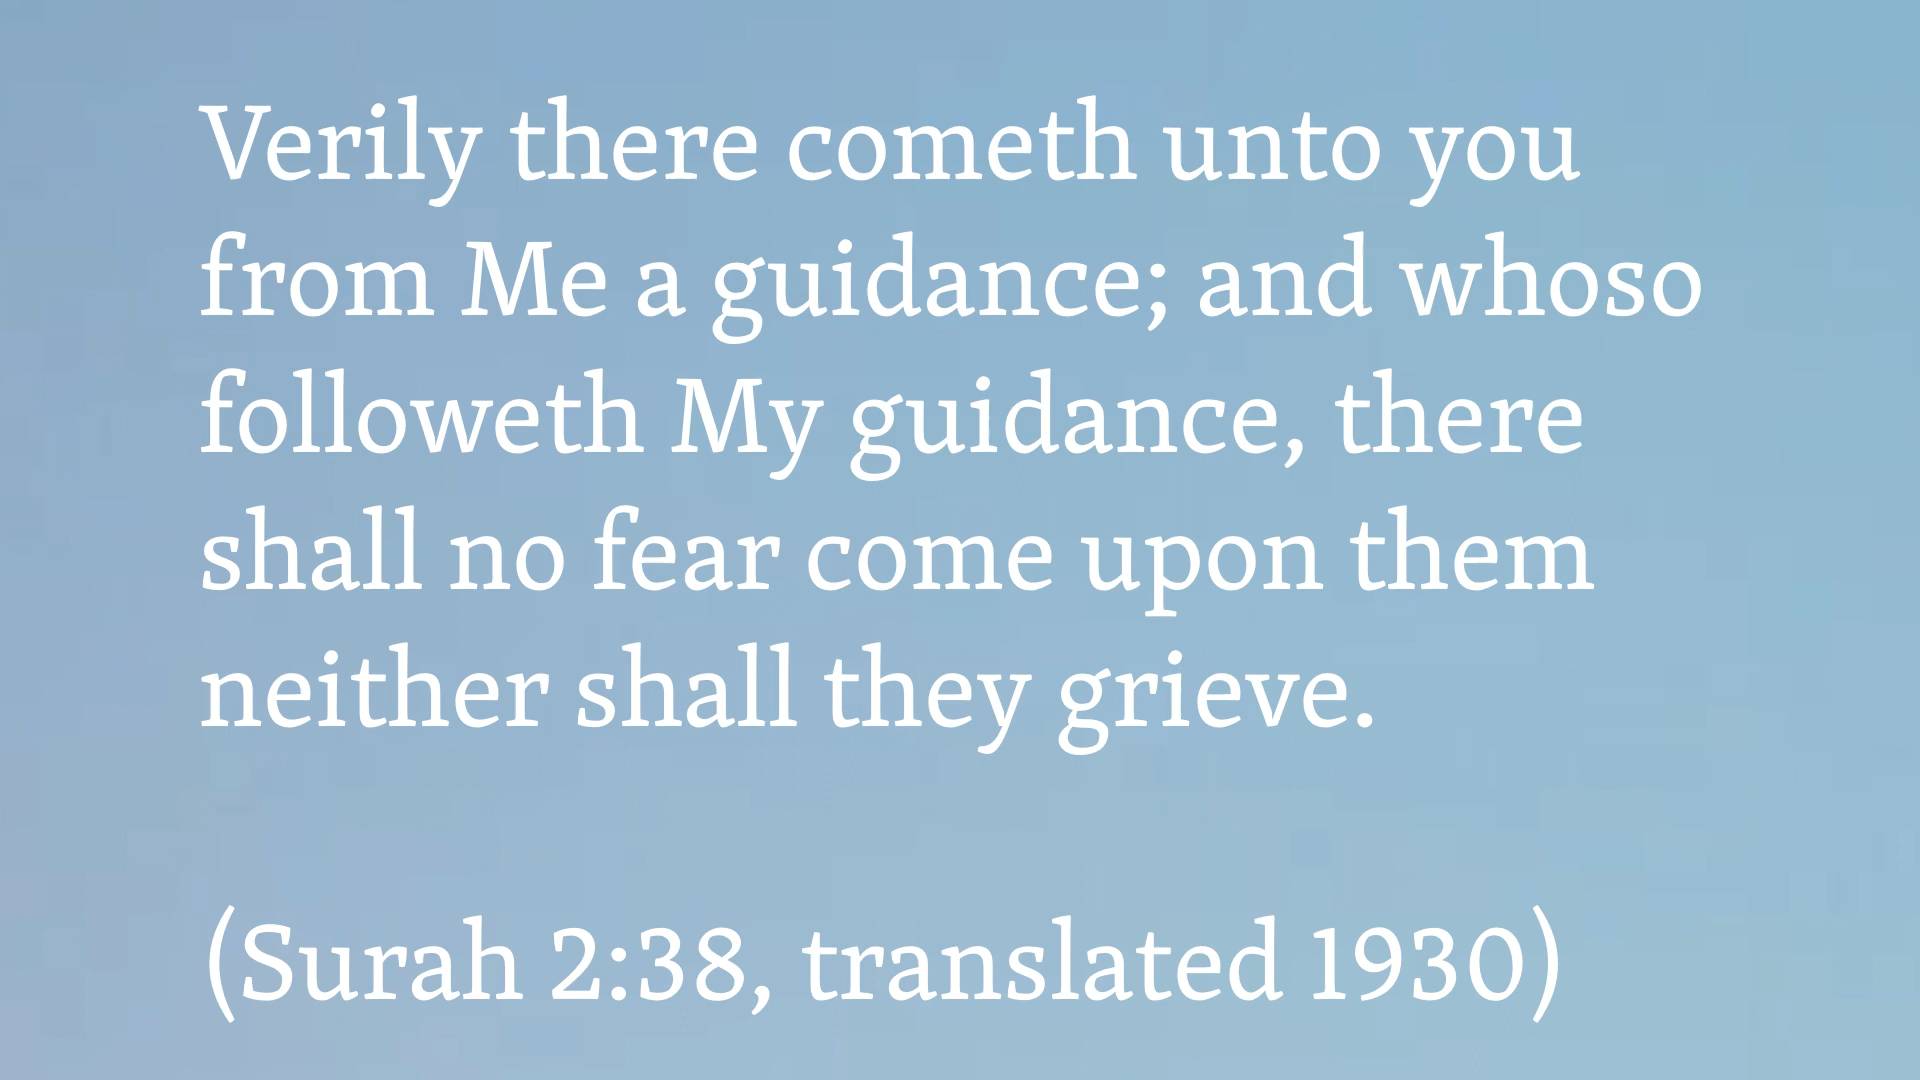 Verily there cometh unto you
from Me a guidance; and whoso
followeth My guidance, there
shall no fear come upon them
neither shall they grieve.
(Surah 2:38, translated 1930)